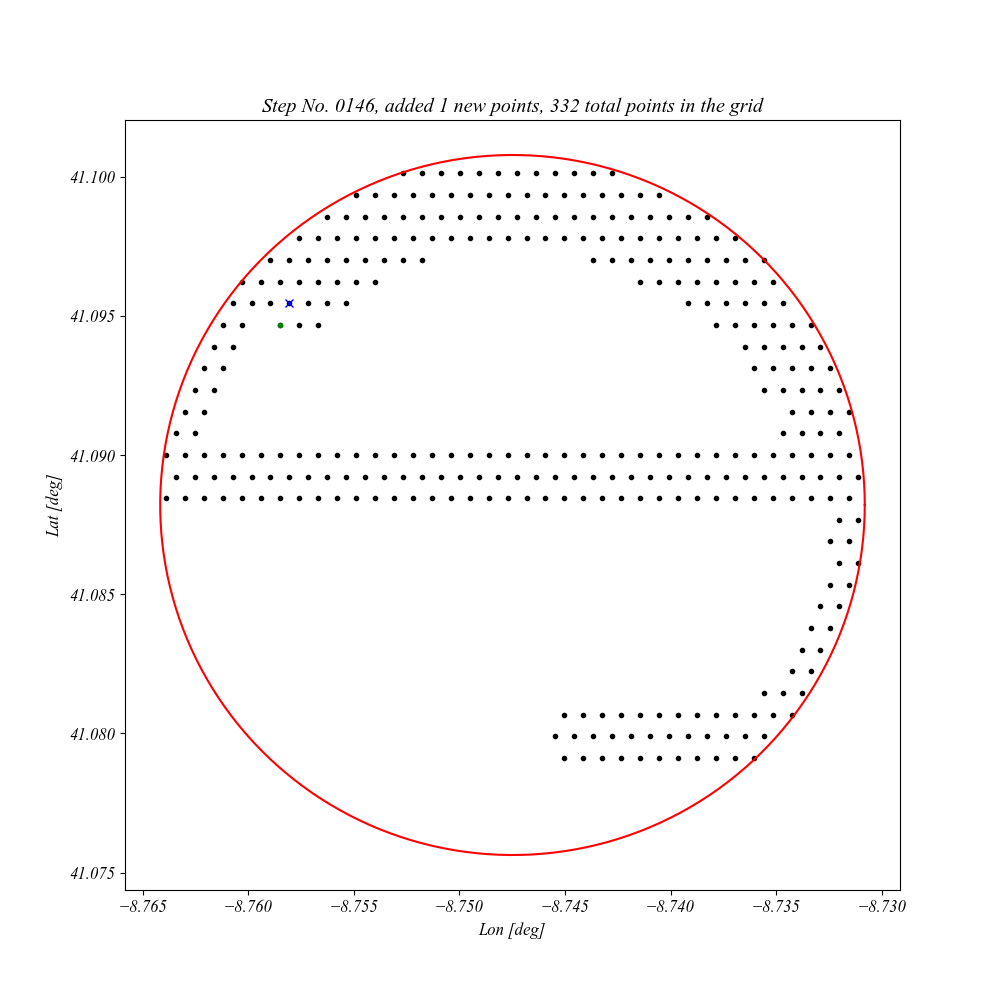 Step No. 0146, added 1 new points, 332 total points in the grid
41.100
41.095
41.090
41.085
41.080
41.075
Lat [deg]
−8.765 −8.760 −8.755 −8.750 −8.745 −8.740 −8.735 −8.730
Lon [deg]